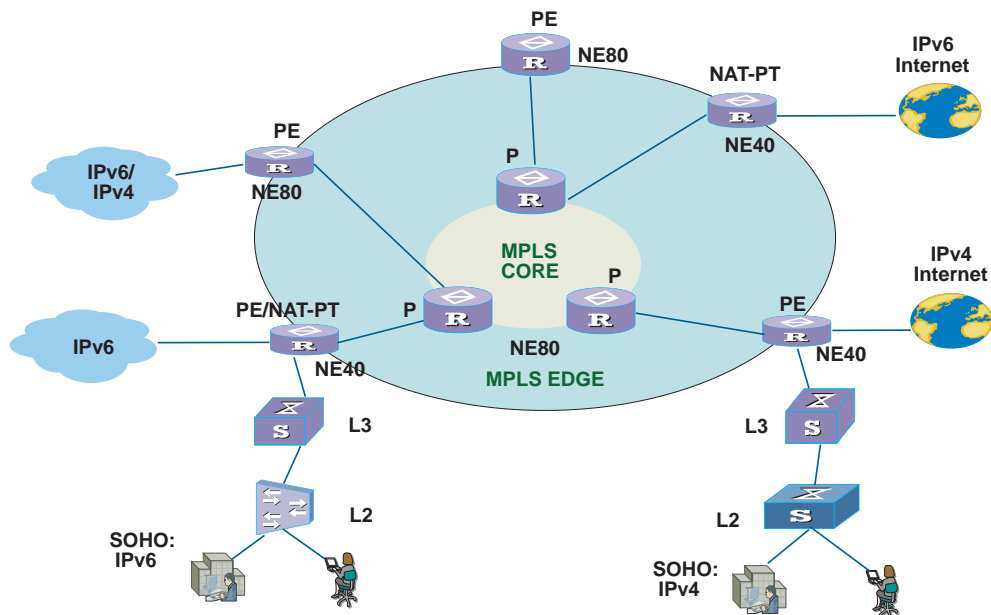 PE
NE80
NAT-PT
IPv6
Internet
R
R
NE40
PE
P
R
NE80
IPv6/
IPv4
R
MPLS
CORE
P
IPv4
Internet
PE/NAT-PT
P
PE
IPv6
R
R
R
R
NE40
NE80
NE40
MPLS EDGE
S
L3
L3
S
L2
L2
S
SOHO:
IPv6
SOHO:
IPv4